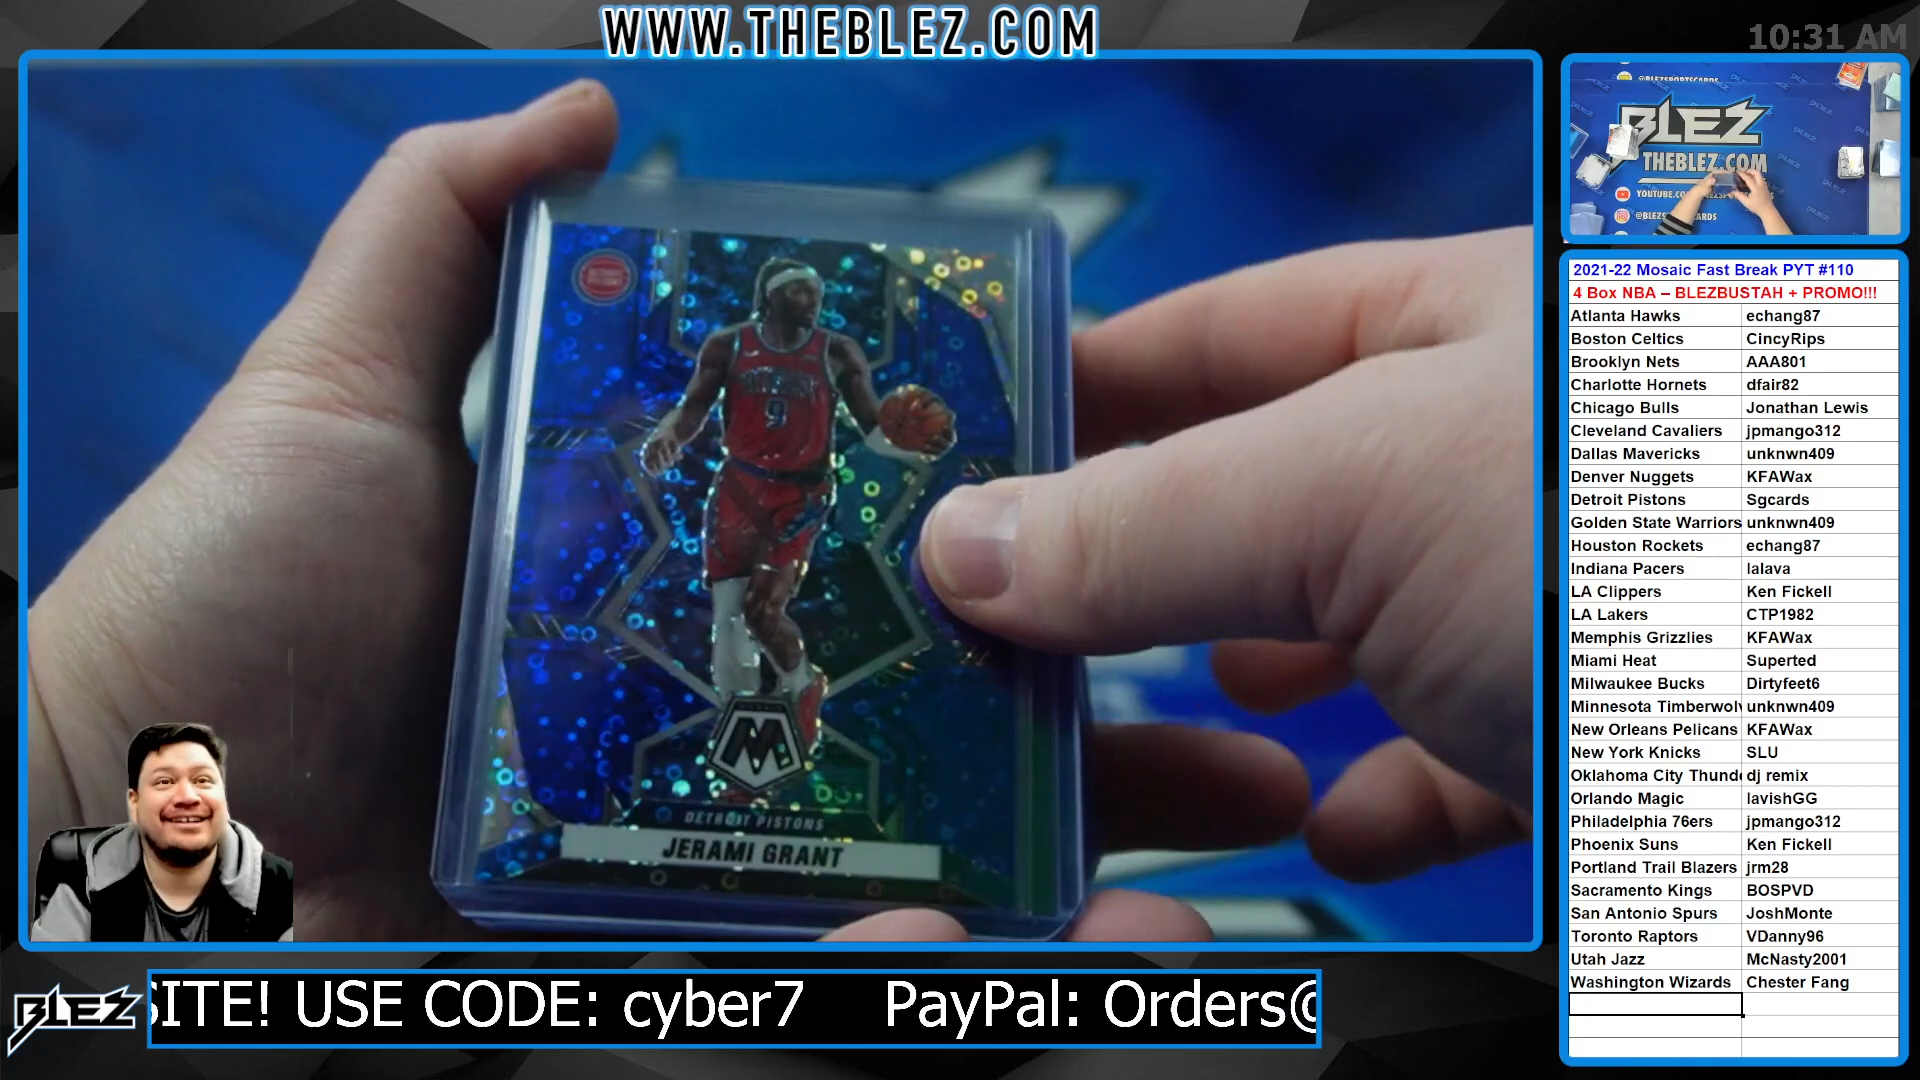 WWW.THEBLEZ.COM
10:31 AM
BLEZ
THEBLEZ.COM
9
DETROIT PISTONS
JERAMI GRANT
2021-22 Mosaic Fast Break PYT #110
4 Box NBA – BLEZBUSTAH + PROMO!!!
Atlanta Hawks echang87
Boston Celtics CincyRips
Brooklyn Nets AAA801
Charlotte Hornets dfair82
Chicago Bulls Jonathan Lewis
Cleveland Cavaliers jpmango312
Dallas Mavericks unknwn409
Denver Nuggets KFAWax
Detroit Pistons Sgcards
Golden State Warriors unknwn409
Houston Rockets echang87
Indiana Pacers lalava
LA Clippers Ken Fickell
LA Lakers CTP1982
Memphis Grizzlies KFAWax
Miami Heat Superted
Milwaukee Bucks Dirtyfeet6
Minnesota Timberwolv unknwn409
New Orleans Pelicans KFAWax
New York Knicks SLU
Oklahoma City Thunde dj remix
Orlando Magic lavishGG
Philadelphia 76ers jpmango312
Phoenix Suns Ken Fickell
Portland Trail Blazers jrm28
Sacramento Kings BOSPVD
San Antonio Spurs JoshMonte
Toronto Raptors VDanny96
Utah Jazz McNasty2001
Washington Wizards Chester Fang
BLEZ
SITE! USE CODE: cyber7 PayPal: Orders@